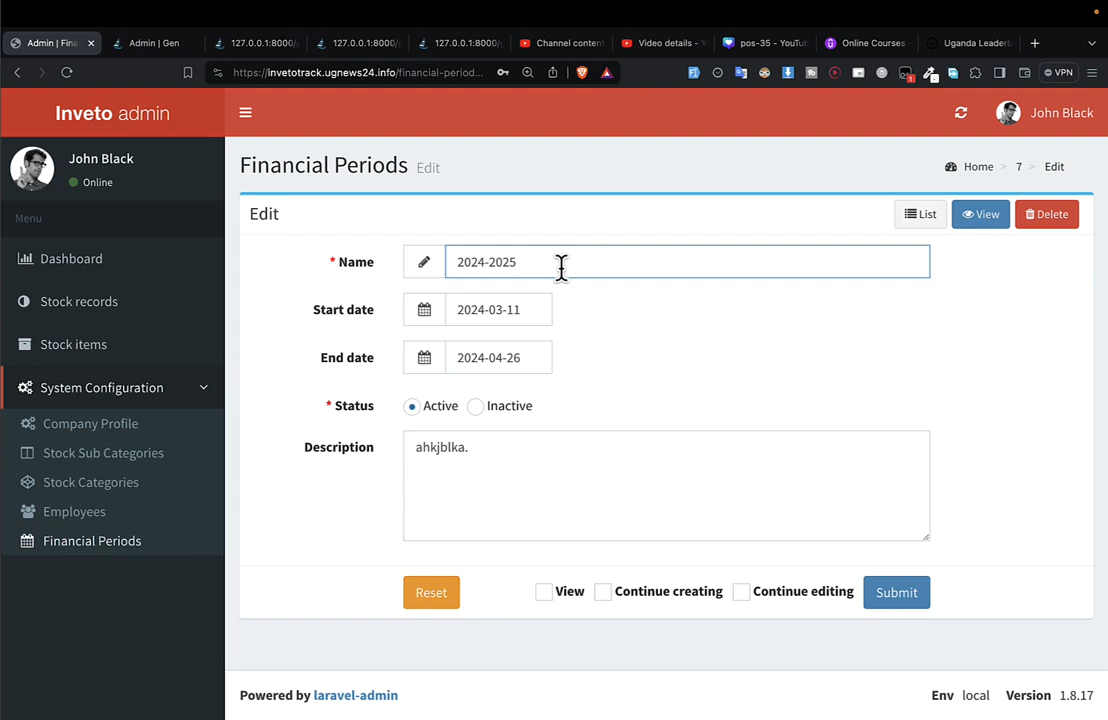 Admin | Fina
Admin | Gen
127.0.0.1:8000/
127.0.0.1:8000/
127.0.0.1:8000/
Channel content
Video details - Y
pos-35 - YouTu
Online Courses
Uganda Leaderb
https://invetotrack.ugnews24.info/financial-period...
1
VPN
Inveto admin
John Black
John Black
Online
Menu
Dashboard
Stock records
Stock items
System Configuration
Company Profile
Stock Sub Categories
Stock Categories
Employees
Financial Periods
Financial Periods Edit
Home > 7 > Edit
Edit
List
View
Delete
* Name 2024-2025
Start date 2024-03-11
End date 2024-04-26
* Status Active Inactive
Description ahkjblka.
Reset View Continue creating Continue editing Submit
Powered by laravel-admin
Env local Version 1.8.17